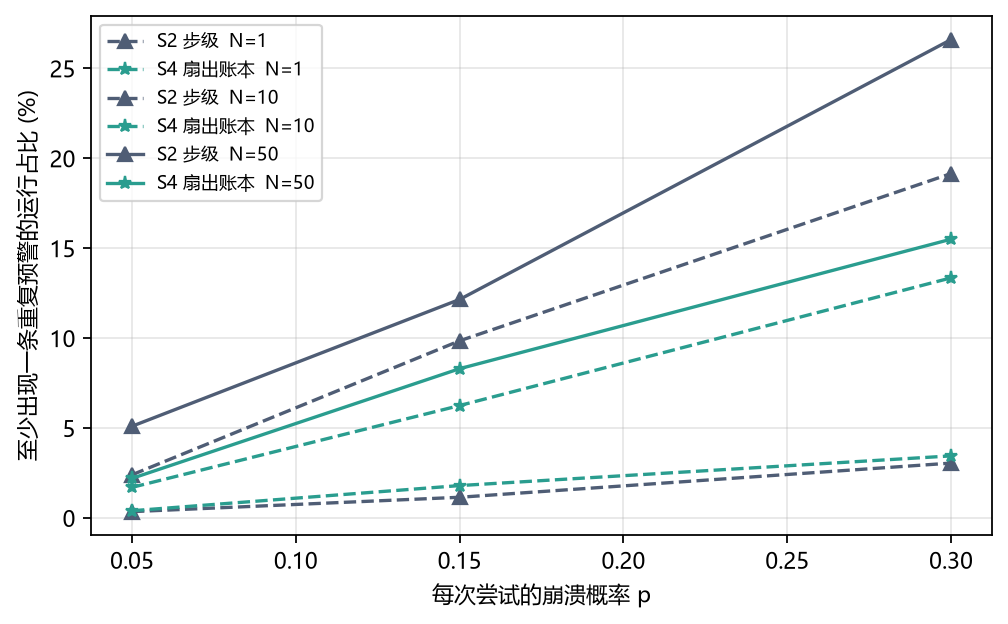 S2 步级 N=1
S4 扇出账本 N=1
S2 步级 N=10
S4 扇出账本 N=10
S2 步级 N=50
S4 扇出账本 N=50
至少出现一条重复预警的运行占比 (%)
25
20
15
10
5
0
0.05 0.10 0.15 0.20 0.25 0.30
每次尝试的崩溃概率 p